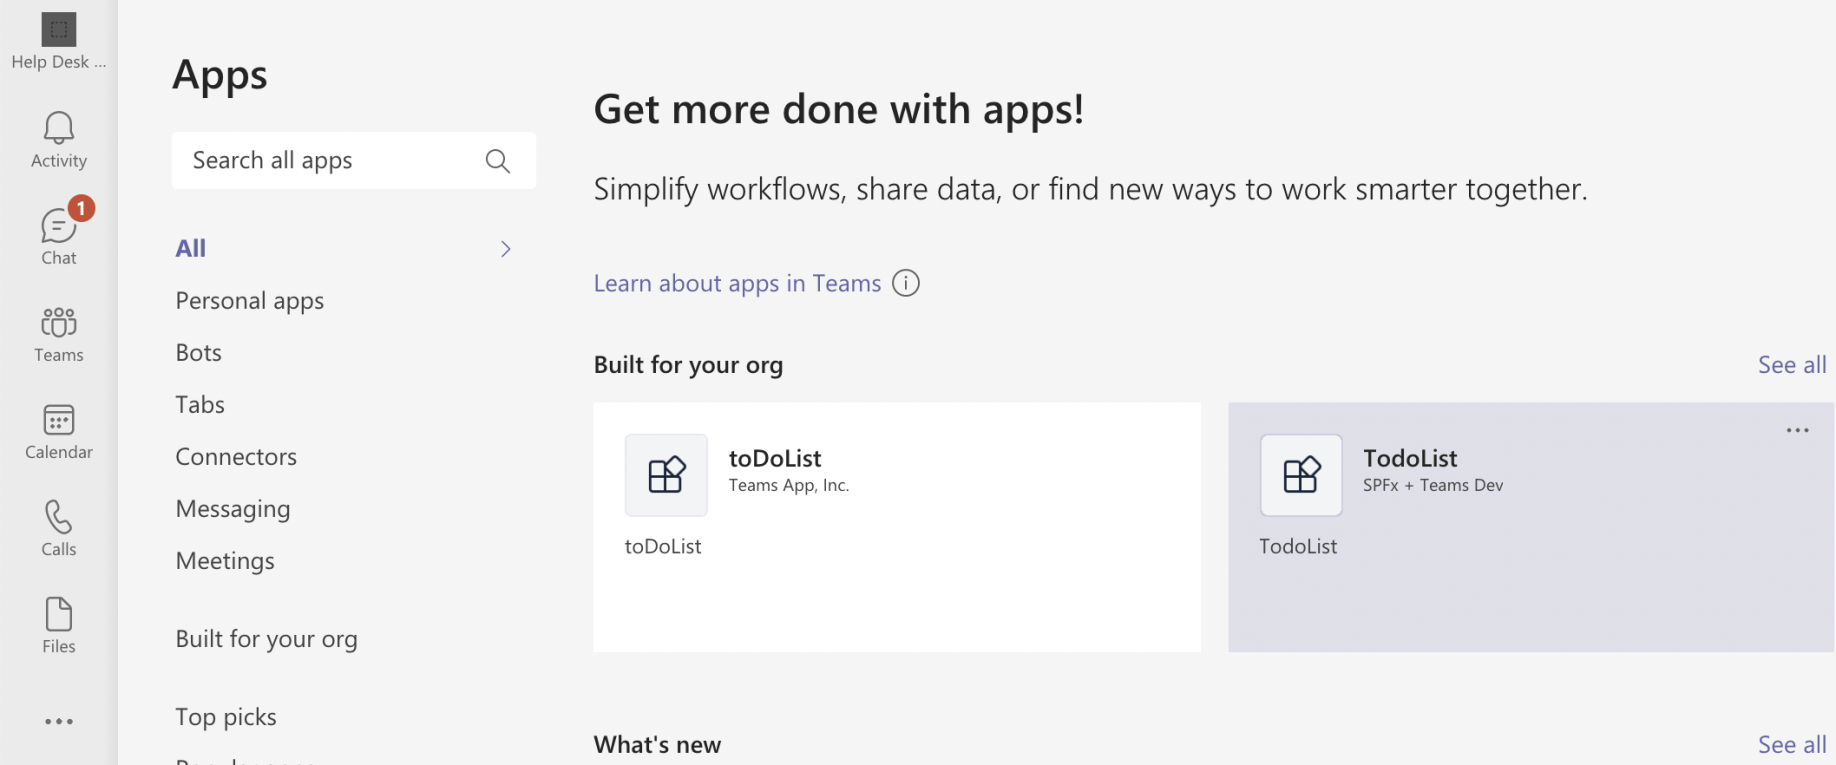 Help Desk ...
Activity
1
Chat
Teams
Calendar
Calls
Files
Apps
Search all apps
All
Personal apps
Bots
Tabs
Connectors
Messaging
Meetings
Built for your org
Top picks
Get more done with apps!
Simplify workflows, share data, or find new ways to work smarter together.
Learn about apps in Teams
Built for your org
See all
toDoList
Teams App, Inc.
toDoList
TodoList
SPFx + Teams Dev
TodoList
What's new
See all